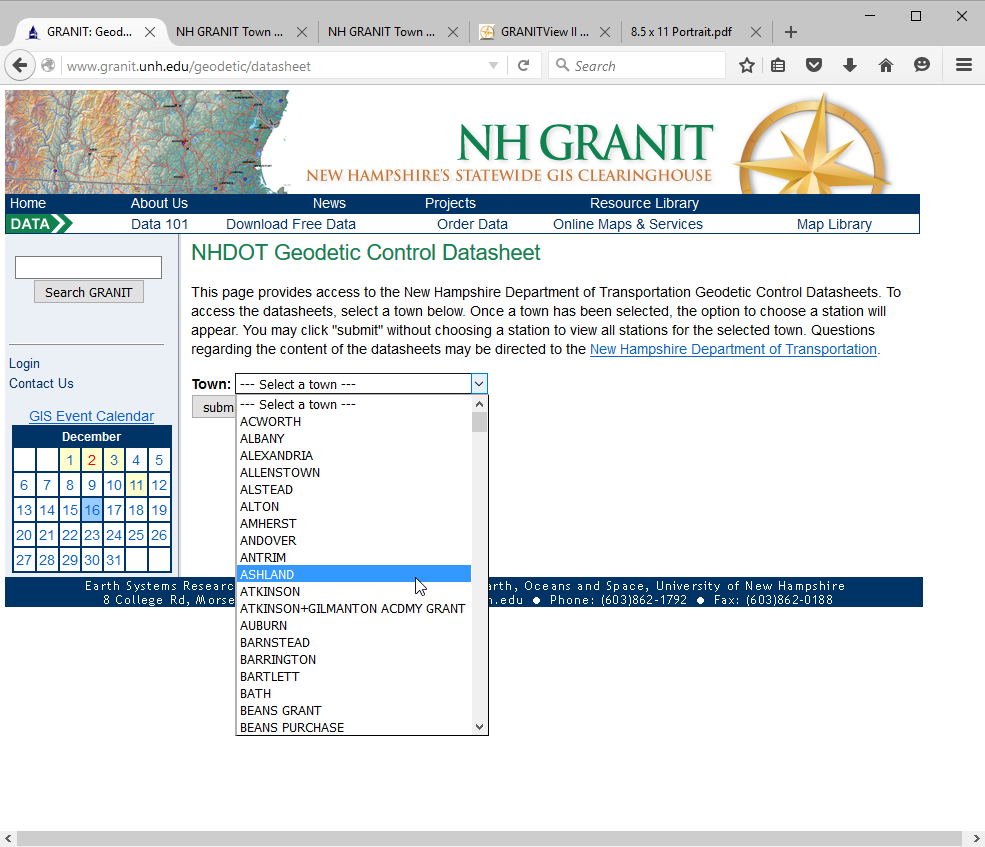 GRANIT: Geod...
NH GRANIT Town ...
NH GRANIT Town ...
GRANITView II ...
8.5 x 11 Portrait.pdf
www.granit.unh.edu/geodetic/datasheet
Search
NH GRANIT
NEW HAMPSHIRE'S STATEWIDE GIS CLEARINGHOUSE
Home About Us News Projects Resource Library
DATA Data 101 Download Free Data Order Data Online Maps & Services Map Library
Search GRANIT
Login
Contact Us
GIS Event Calendar
December
1 2 3 4 5
6 7 8 9 10 11 12
13 14 15 16 17 18 19
20 21 22 23 24 25 26
27 28 29 30 31
NHDOT Geodetic Control Datasheet
This page provides access to the New Hampshire Department of Transportation Geodetic Control Datasheets. To
access the datasheets, select a town below. Once a town has been selected, the option to choose a station will
appear. You may click "submit" without choosing a station to view all stations for the selected town. Questions
regarding the content of the datasheets may be directed to the New Hampshire Department of Transportation.
Town: --- Select a town ---
subm
--- Select a town ---
ACWORTH
ALBANY
ALEXANDRIA
ALLENSTOWN
ALSTEAD
ALTON
AMHERST
ANDOVER
ANTRIM
ASHLAND
ATKINSON
ATKINSON+GILMANTON ACDMY GRANT
AUBURN
BARNSTEAD
BARRINGTON
BARTLETT
BATH
BEANS GRANT
BEANS PURCHASE
Earth Systems Researc arth, Oceans and Space, University of New Hampshire
8 College Rd, Morse h.edu ● Phone: (603)862-1792 ● Fax: (603)862-0188